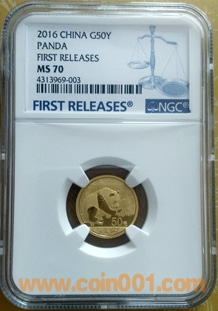 2016 CHINA G50Y
PANDA
FIRST RELEASES
MS 70
4313969-003
FIRST RELEASES®
NGC
50
www.coin001.com